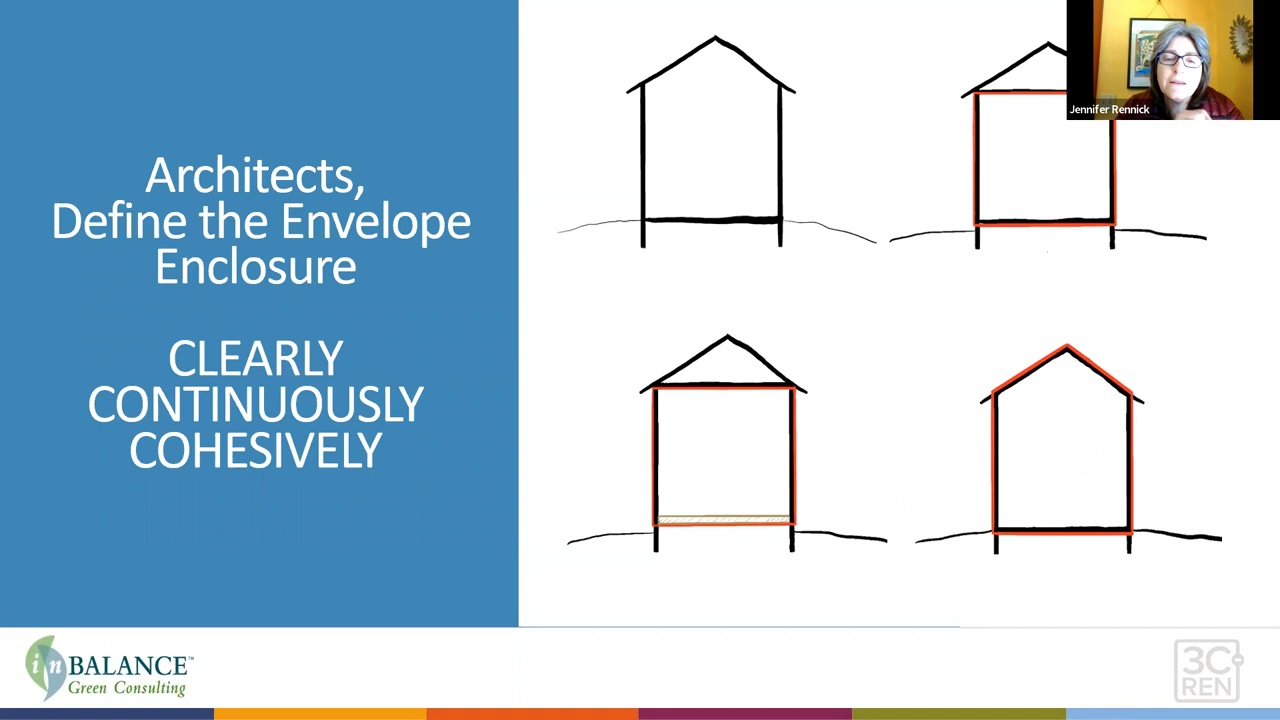 Architects,
Define the Envelope
Enclosure
CLEARLY
CONTINUOUSLY
COHESIVELY
Jennifer Rennick
in BALANCE™
Green Consulting
3C
REN